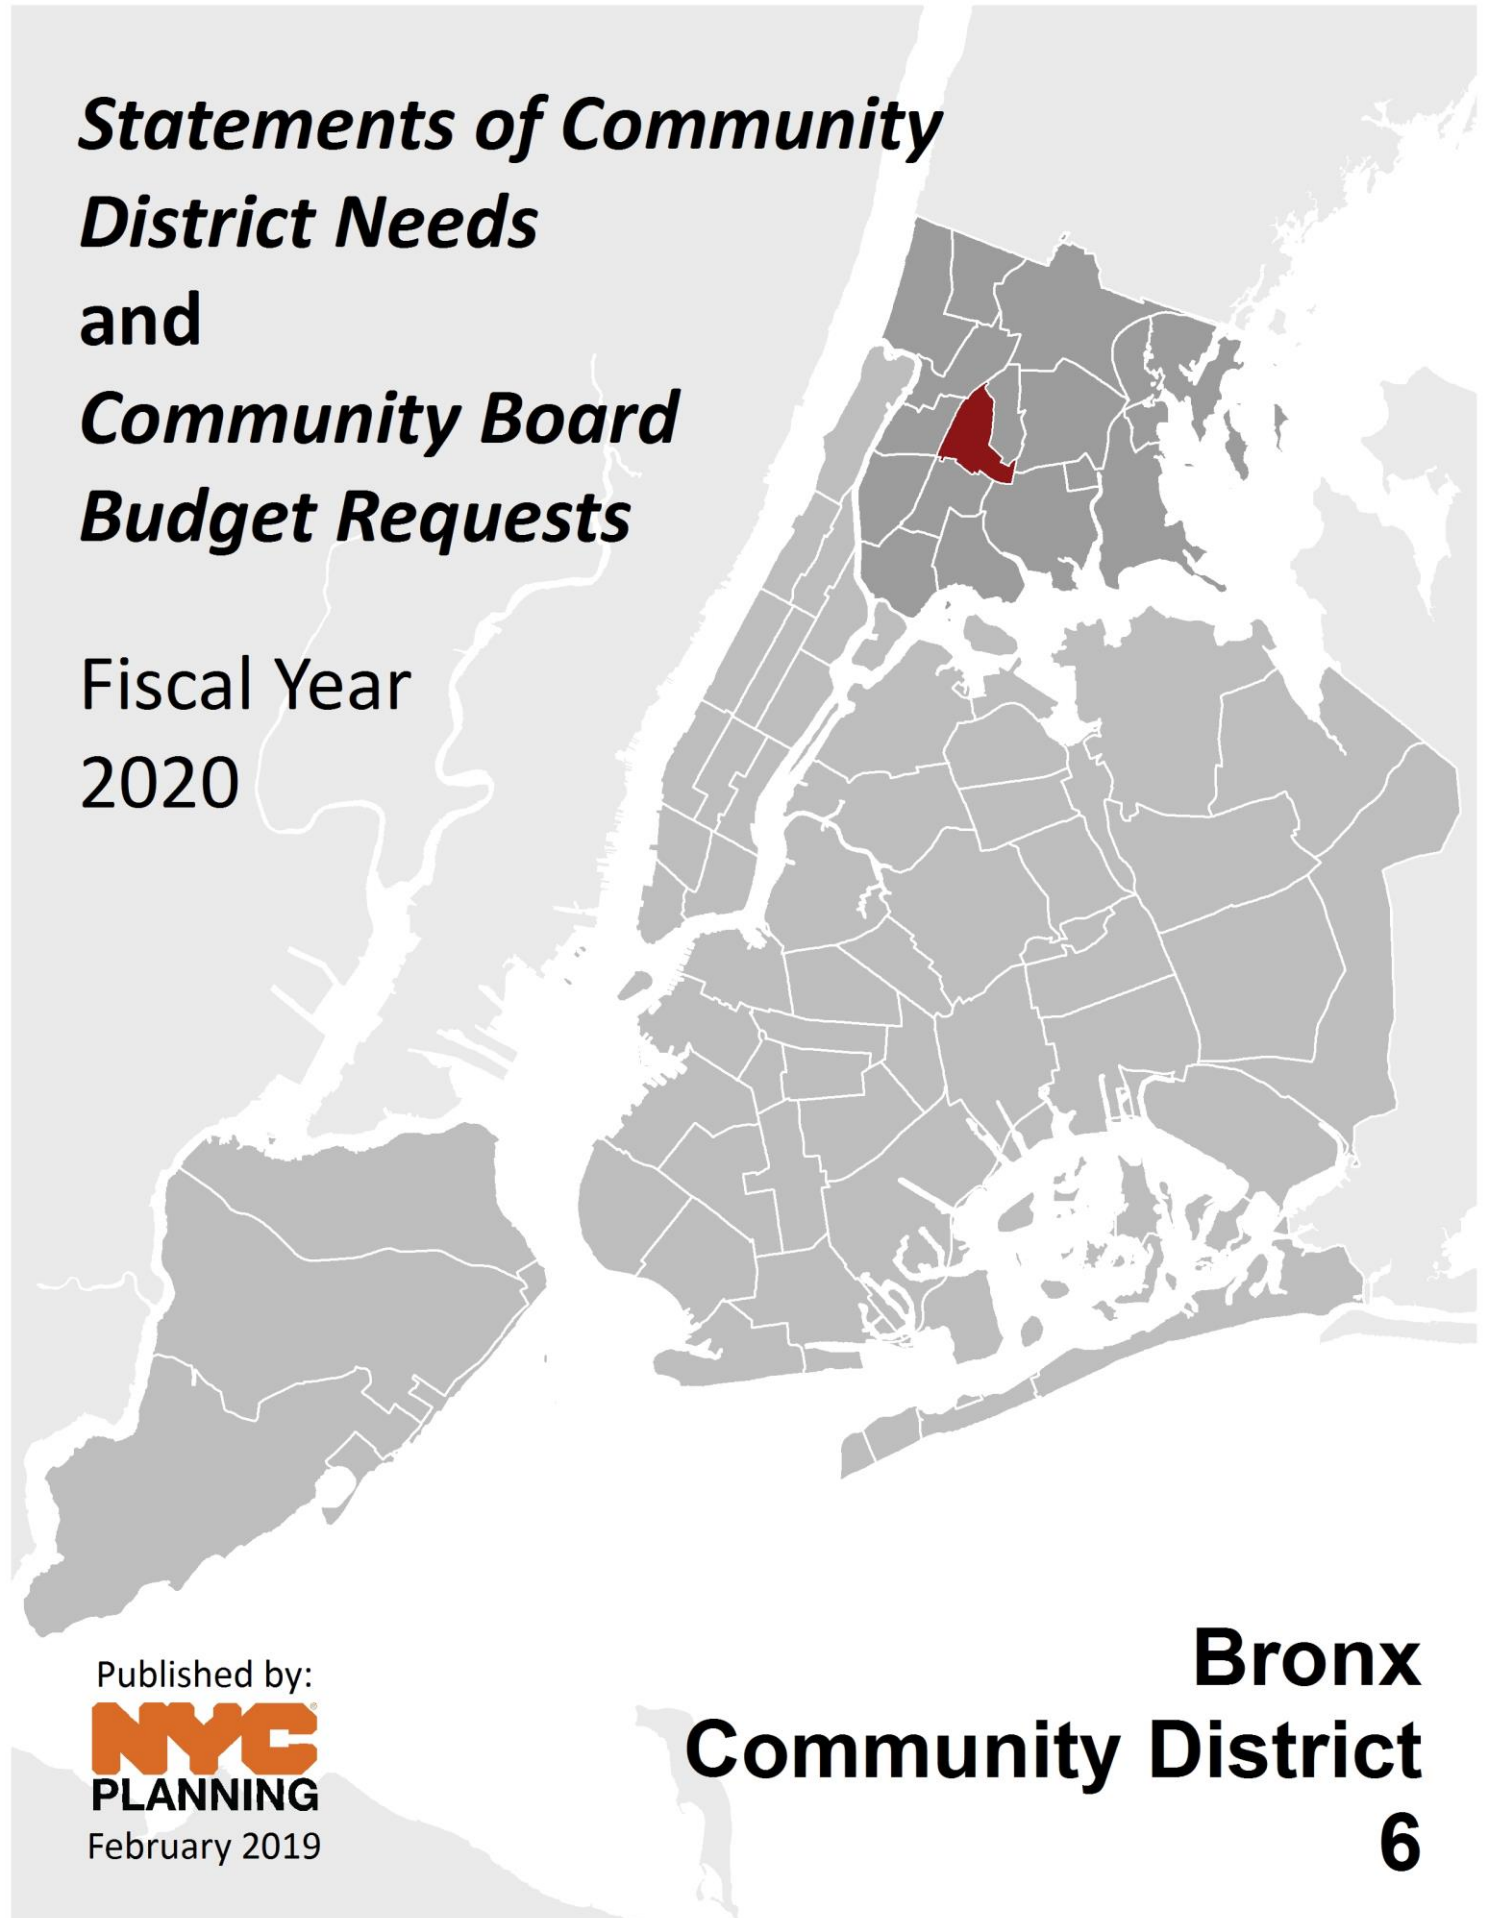 Statements of Community
District Needs
and
Community Board
Budget Requests
Fiscal Year
2020
Published by:
NYC
PLANNING
February 2019
Bronx
Community District
6